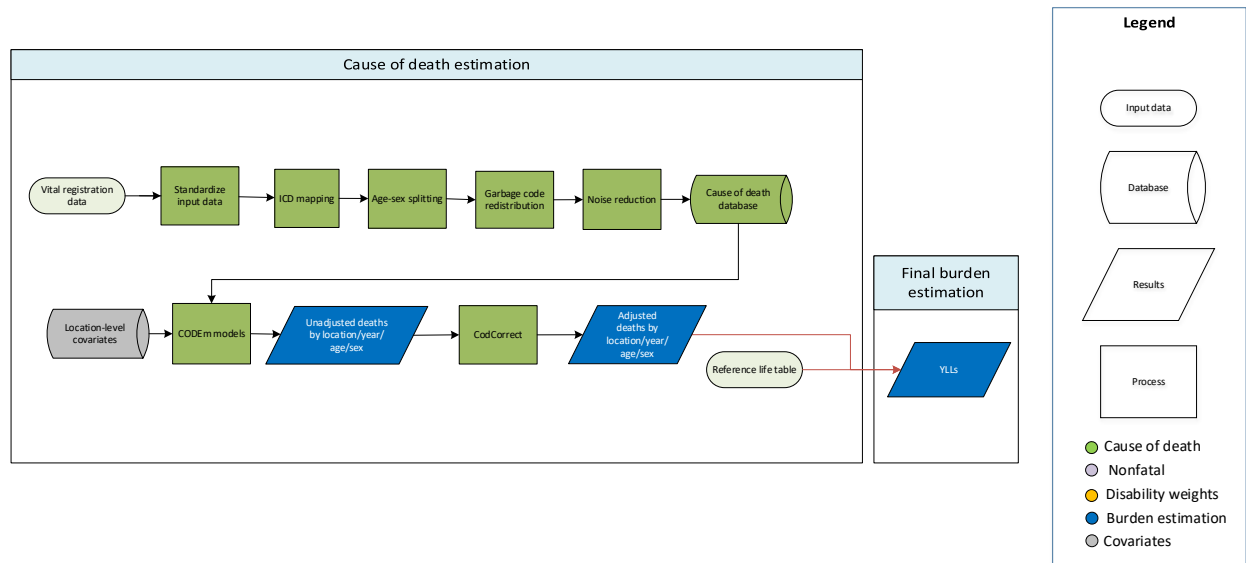 Cause of death estimation
Vital registration
data
Standardize
input data
ICD mapping
Age-sex splitting
Garbage code
redistribution
Noise reduction
Cause of death
database
Location-level
covariates
CODEm models
Unadjusted deaths
by location/year/
age/sex
CodCorrect
Adjusted
deaths by
location/year/
age/sex
Reference life table
Final burden
estimation
YLLs
Legend
Input data
Database
Results
Process
Cause of death
Nonfatal
Disability weights
Burden estimation
Covariates